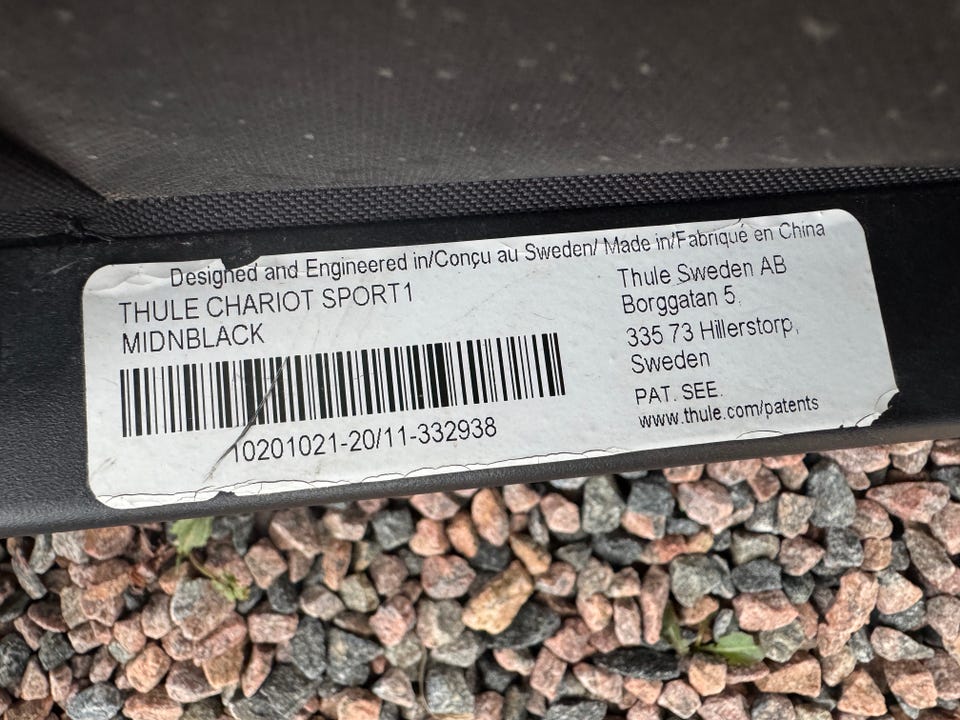 Designed and Engineered in/Conçu au Sweden/ Made in/Fabriqué en China
THULE CHARIOT SPORT1
MIDNBLACK
10201021-20/11-332938
Thule Sweden AB
Borggatan 5,
335 73 Hillerstorp,
Sweden
PAT. SEE.
www.thule.com/patents